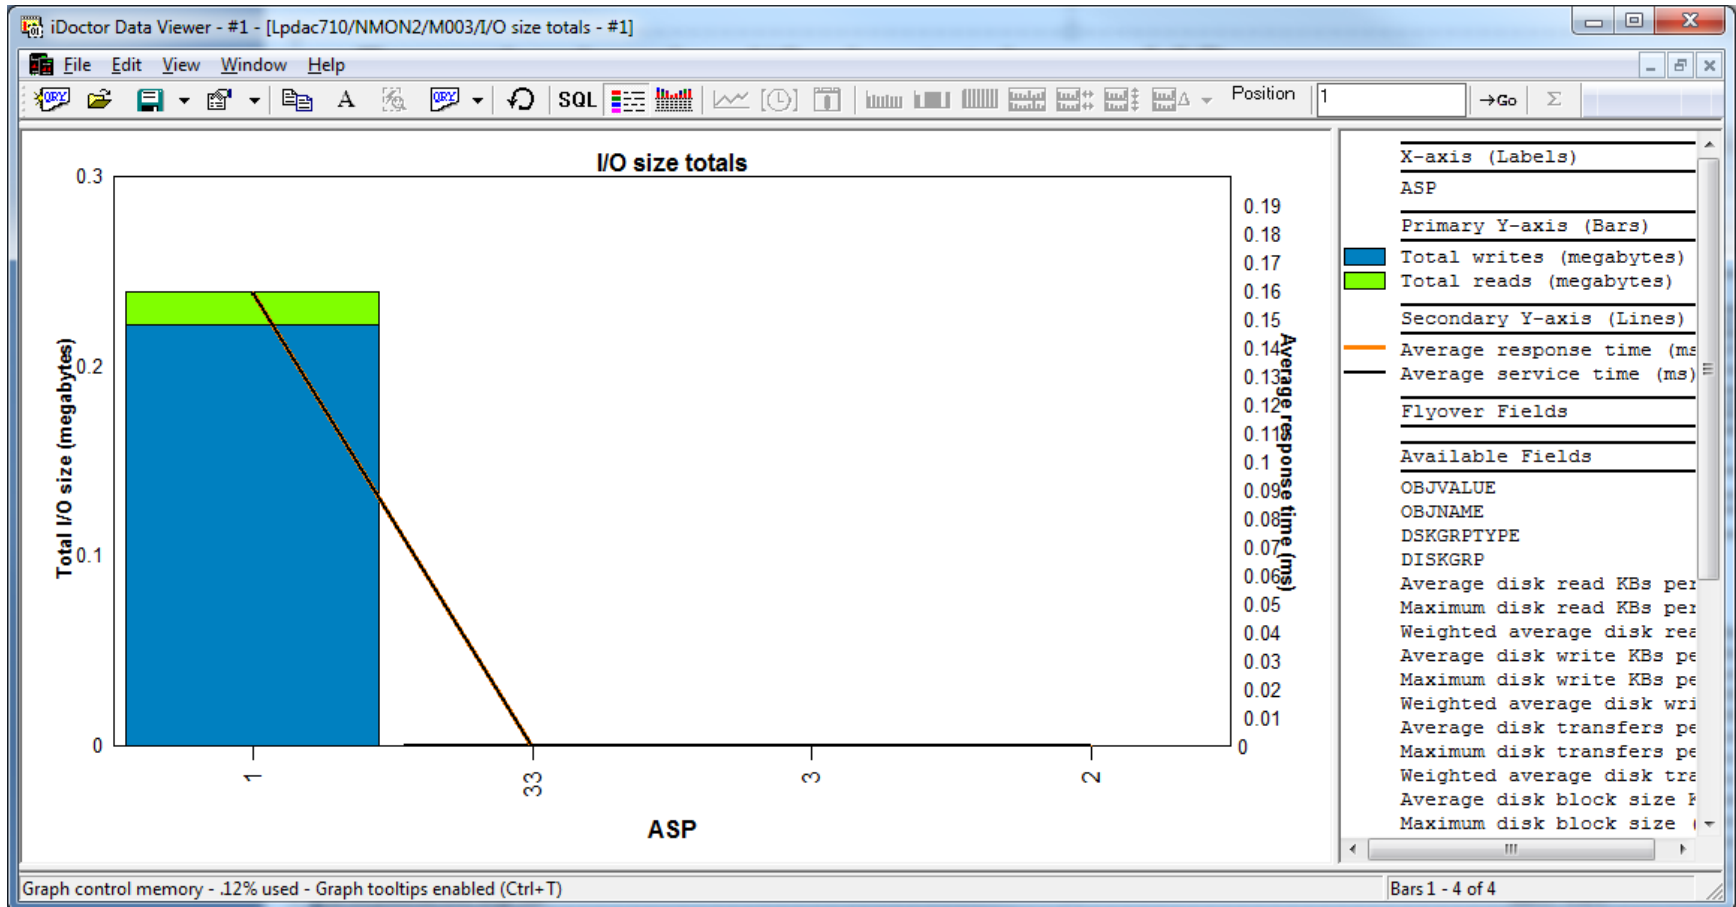 iDoctor Data Viewer - #1 - [Lpdac710/NMON2/M003/I/O size totals - #1]
File Edit View Window Help
QRY A QRY SQL Position 1 →Go Σ
I/O size totals
Total I/O size (megabytes)
0.3
0.2
0.1
0
0.19
0.18
0.17
0.16
0.15
0.14
0.13
0.12
0.11
0.1
0.09
0.08
0.07
0.06
0.05
0.04
0.03
0.02
0.01
0
Average response time (ms)
1 33 3 2
ASP
X-axis (Labels)
ASP
Primary Y-axis (Bars)
Total writes (megabytes)
Total reads (megabytes)
Secondary Y-axis (Lines)
Average response time (ms
Average service time (ms)
Flyover Fields
Available Fields
OBJVALUE
OBJNAME
DSKGRPTYPE
DISKGRP
Average disk read KBs per
Maximum disk read KBs per
Weighted average disk rea
Average disk write KBs pe
Maximum disk write KBs pe
Weighted average disk wri
Average disk transfers pe
Maximum disk transfers pe
Weighted average disk tra
Average disk block size K
Maximum disk block size (
Graph control memory - .12% used - Graph tooltips enabled (Ctrl+T)
Bars 1 - 4 of 4